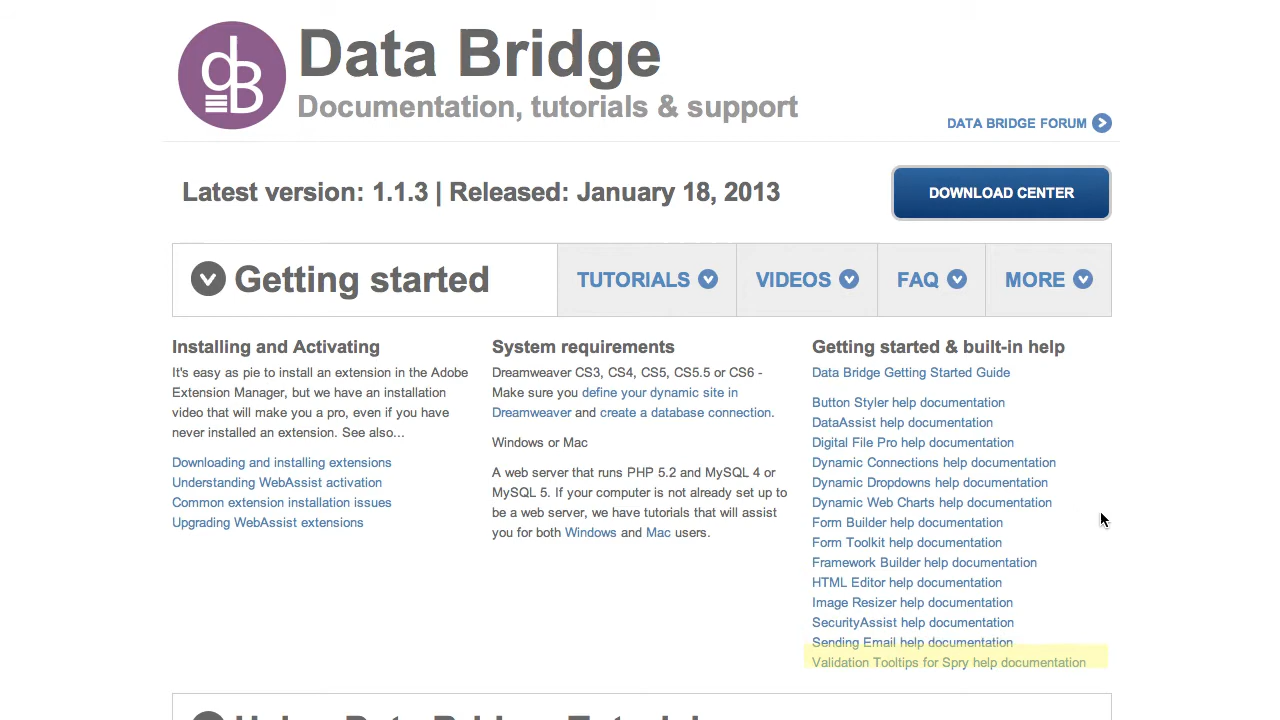 dB
Data Bridge
Documentation, tutorials & support
DATA BRIDGE FORUM
Latest version: 1.1.3 | Released: January 18, 2013
DOWNLOAD CENTER
Getting started
TUTORIALS
VIDEOS
FAQ
MORE
Installing and Activating
It's easy as pie to install an extension in the Adobe
Extension Manager, but we have an installation
video that will make you a pro, even if you have
never installed an extension. See also...
Downloading and installing extensions
Understanding WebAssist activation
Common extension installation issues
Upgrading WebAssist extensions
System requirements
Dreamweaver CS3, CS4, CS5, CS5.5 or CS6 -
Make sure you define your dynamic site in
Dreamweaver and create a database connection.
Windows or Mac
A web server that runs PHP 5.2 and MySQL 4 or
MySQL 5. If your computer is not already set up to
be a web server, we have tutorials that will assist
you for both Windows and Mac users.
Getting started & built-in help
Data Bridge Getting Started Guide
Button Styler help documentation
DataAssist help documentation
Digital File Pro help documentation
Dynamic Connections help documentation
Dynamic Dropdowns help documentation
Dynamic Web Charts help documentation
Form Builder help documentation
Form Toolkit help documentation
Framework Builder help documentation
HTML Editor help documentation
Image Resizer help documentation
SecurityAssist help documentation
Sending Email help documentation
Validation Tooltips for Spry help documentation